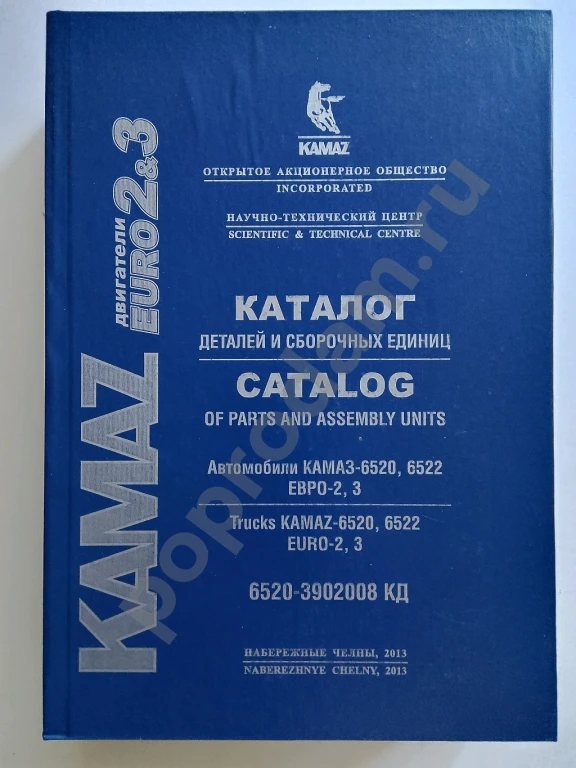 KAMAZ
двигатели
EURO 2&3
KAMAZ
ОТКРЫТОЕ АКЦИОНЕРНОЕ ОБЩЕСТВО
INCORPORATED
НАУЧНО-ТЕХНИЧЕСКИЙ ЦЕНТР
SCIENTIFIC & TECHNICAL CENTRE
КАТАЛОГ
ДЕТАЛЕЙ И СБОРОЧНЫХ ЕДИНИЦ
CATALOG
OF PARTS AND ASSEMBLY UNITS
Автомобили КАМАЗ-6520, 6522
ЕВРО-2, 3
Trucks KAMAZ-6520, 6522
EURO-2, 3
6520-3902008 КД
НАБЕРЕЖНЫЕ ЧЕЛНЫ, 2013
NABEREZHNYE CHELNY, 2013
poprodam.ru